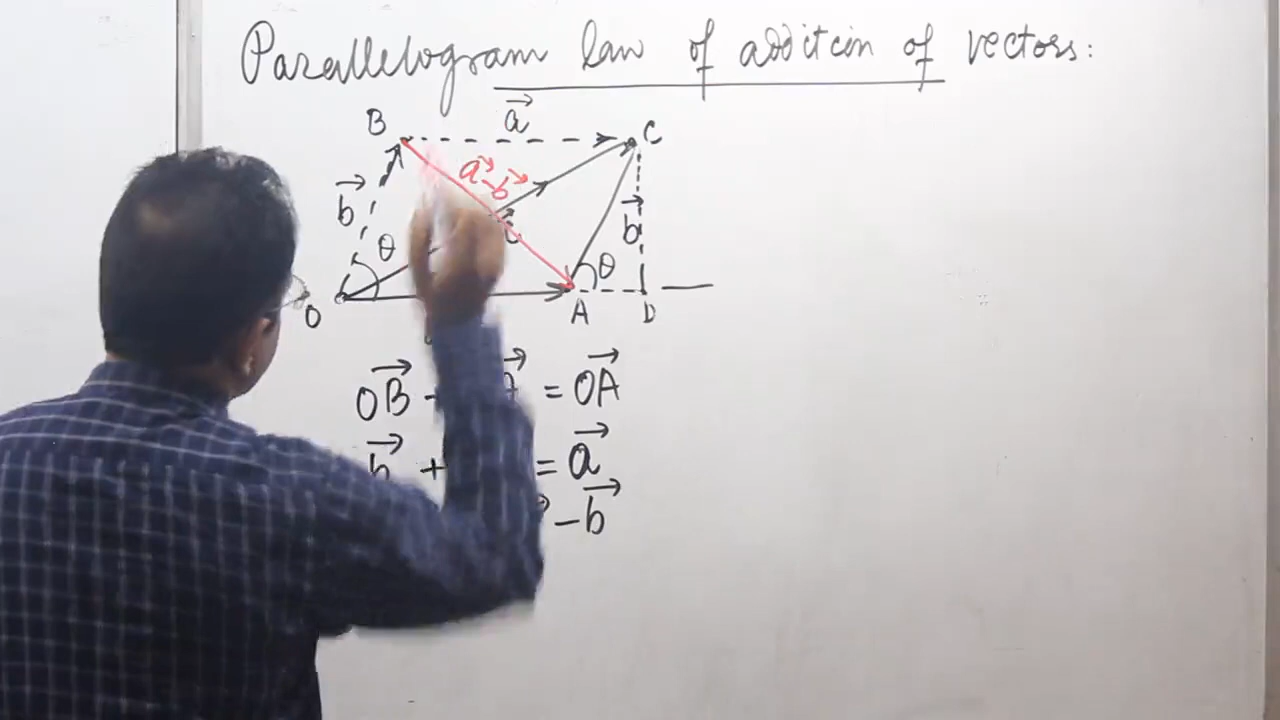 Parallelogram law of addition of vectors:
a⃗
B C
a⃗-b⃗
b⃗ b⃗
θ θ
O A D
OB⃗ = OA⃗
b⃗ + = a⃗
-b⃗